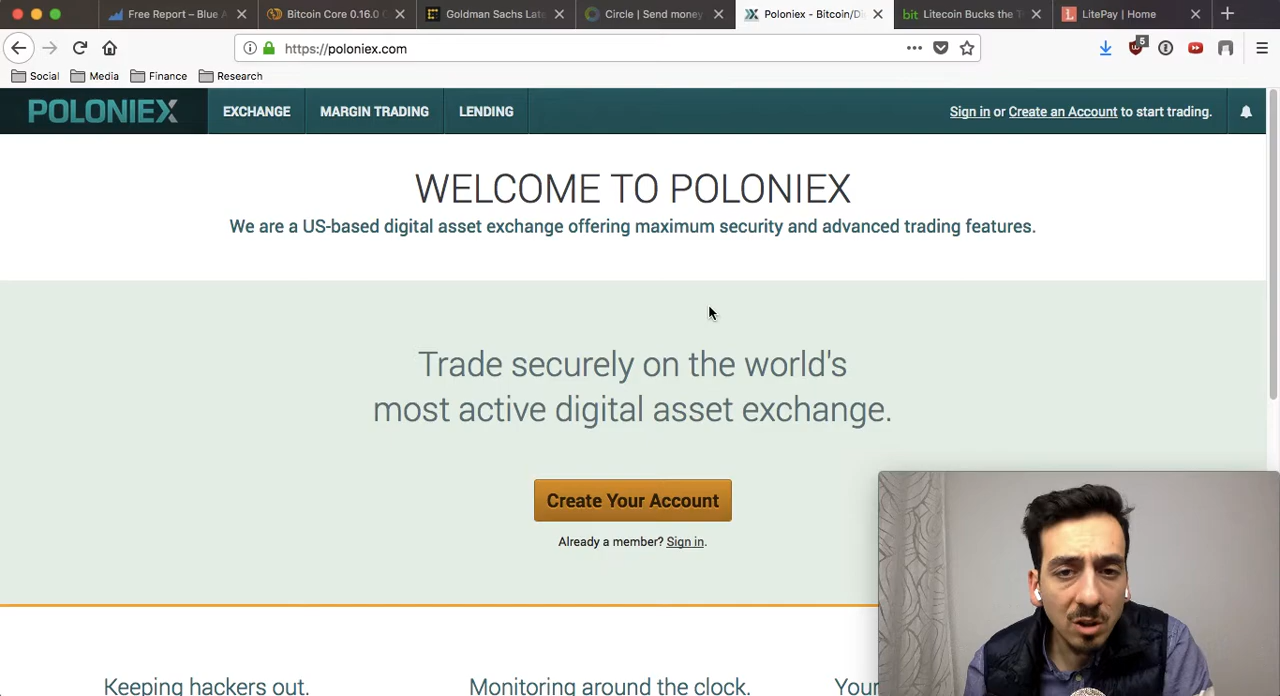 Free Report – Blue A
Bitcoin Core 0.16.0
Goldman Sachs Late
Circle | Send money
Poloniex - Bitcoin/Di
Litecoin Bucks the T
LitePay | Home
https://poloniex.com
5
Social
Media
Finance
Research
POLONIEX
EXCHANGE
MARGIN TRADING
LENDING
Sign in or Create an Account to start trading.
WELCOME TO POLONIEX
We are a US-based digital asset exchange offering maximum security and advanced trading features.
Trade securely on the world's
most active digital asset exchange.
Create Your Account
Already a member? Sign in.
Keeping hackers out.
Monitoring around the clock.
Your